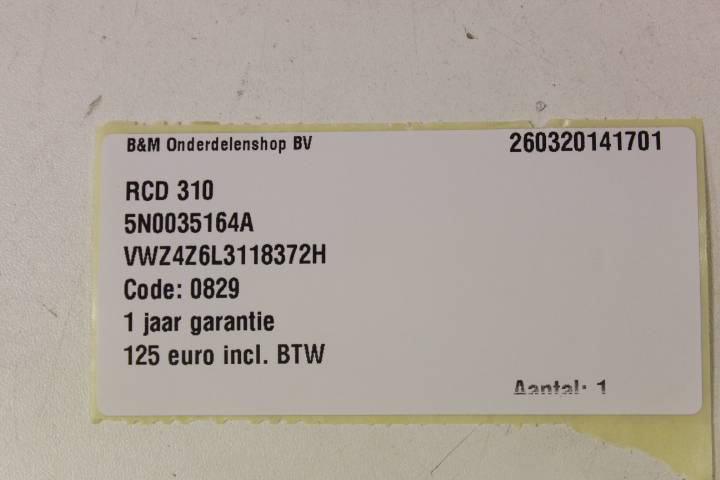 B&M Onderdelenshop BV 260320141701
RCD 310
5N0035164A
VWZ4Z6L3118372H
Code: 0829
1 jaar garantie
125 euro incl. BTW
Aantal: 1